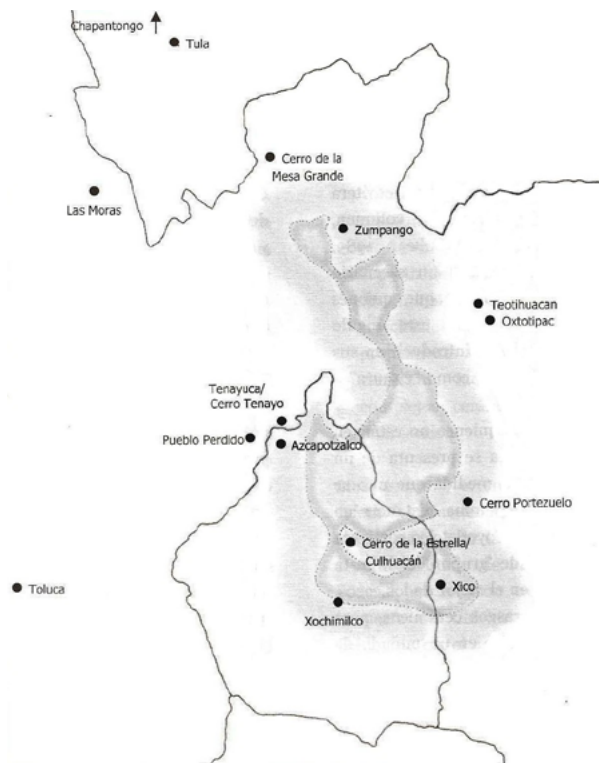 Chapantongo
Tula
Cerro de la
Mesa Grande
Las Moras
Zumpango
Teotihuacan
Oxtotipac
Tenayuca/
Cerro Tenayo
Pueblo Perdido
Azcapotzalco
Cerro Portezuelo
Cerro de la Estrella/
Culhuacán
Toluca
Xico
Xochimilco